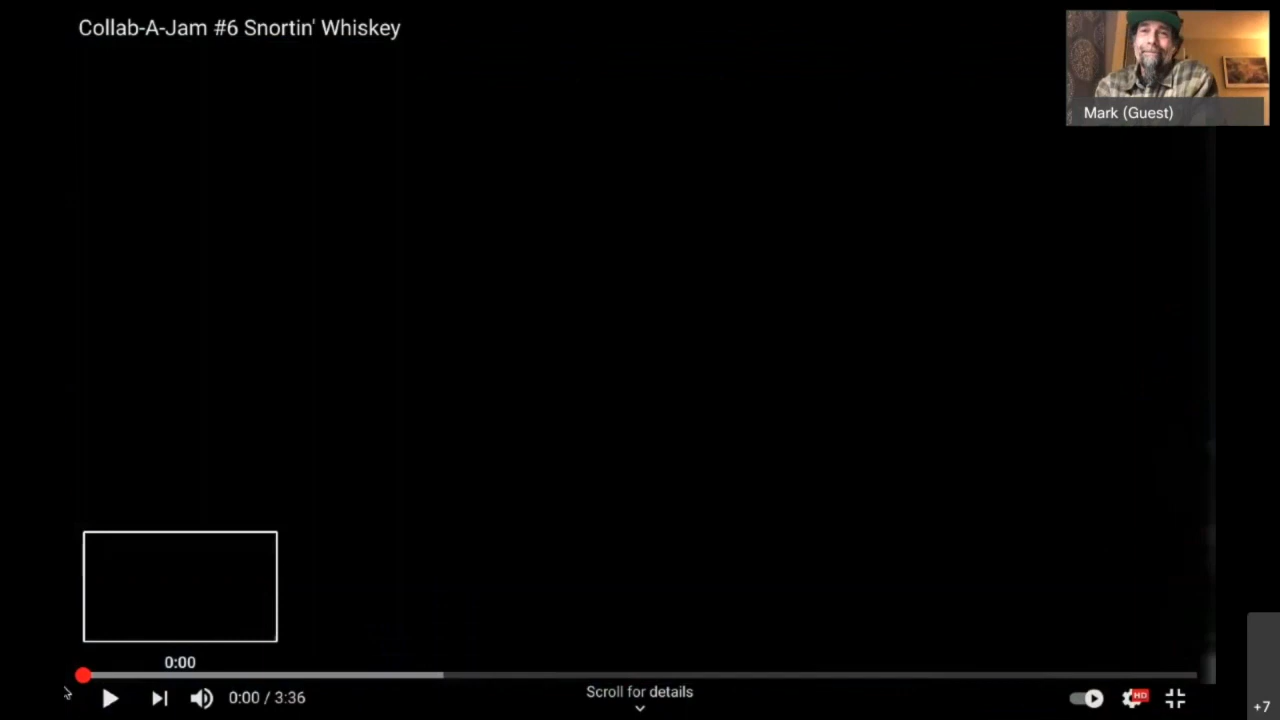 Collab-A-Jam #6 Snortin' Whiskey
Mark (Guest)
0:00
0:00 / 3:36
Scroll for details
HD
+7